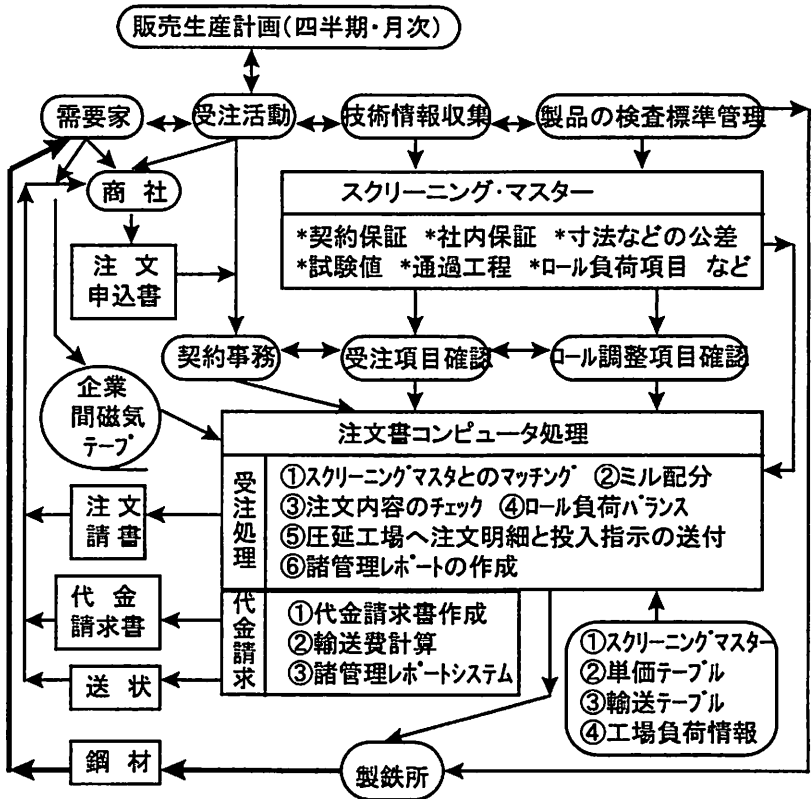 販売生産計画(四半期・月次)
需要家
受注活動
技術情報収集
製品の検査標準管理
商 社
スクリーニング・マスター
*契約保証 *社内保証 *寸法などの公差
*試験値 *通過工程 *ロール負荷項目 など
注 文
申込書
契約事務
受注項目確認
ロール調整項目確認
企業
間磁気
テープ
注文書コンピュータ処理
受注処理
①スクリーニングマスタとのマッチング ②ミル配分
③注文内容のチェック ④ロール負荷バランス
⑤圧延工場へ注文明細と投入指示の送付
⑥諸管理レポートの作成
注 文
請 書
代 金
請求書
代金請求
①代金請求書作成
②輸送費計算
③諸管理レポートシステム
①スクリーニングマスター
②単価テーブル
③輸送テーブル
④工場負荷情報
送 状
鋼 材
製鉄所